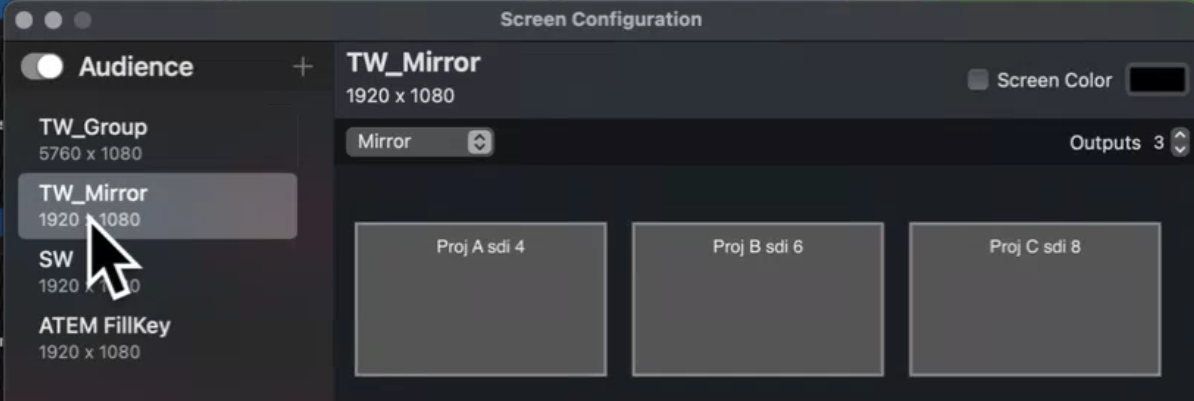 Screen Configuration
Audience
TW_Group
5760 x 1080
TW_Mirror
1920 x 1080
SW
1920 x
ATEM FillKey
1920 x 1080
TW_Mirror
1920 x 1080
Screen Color
Mirror
Outputs 3
Proj A sdi 4
Proj B sdi 6
Proj C sdi 8